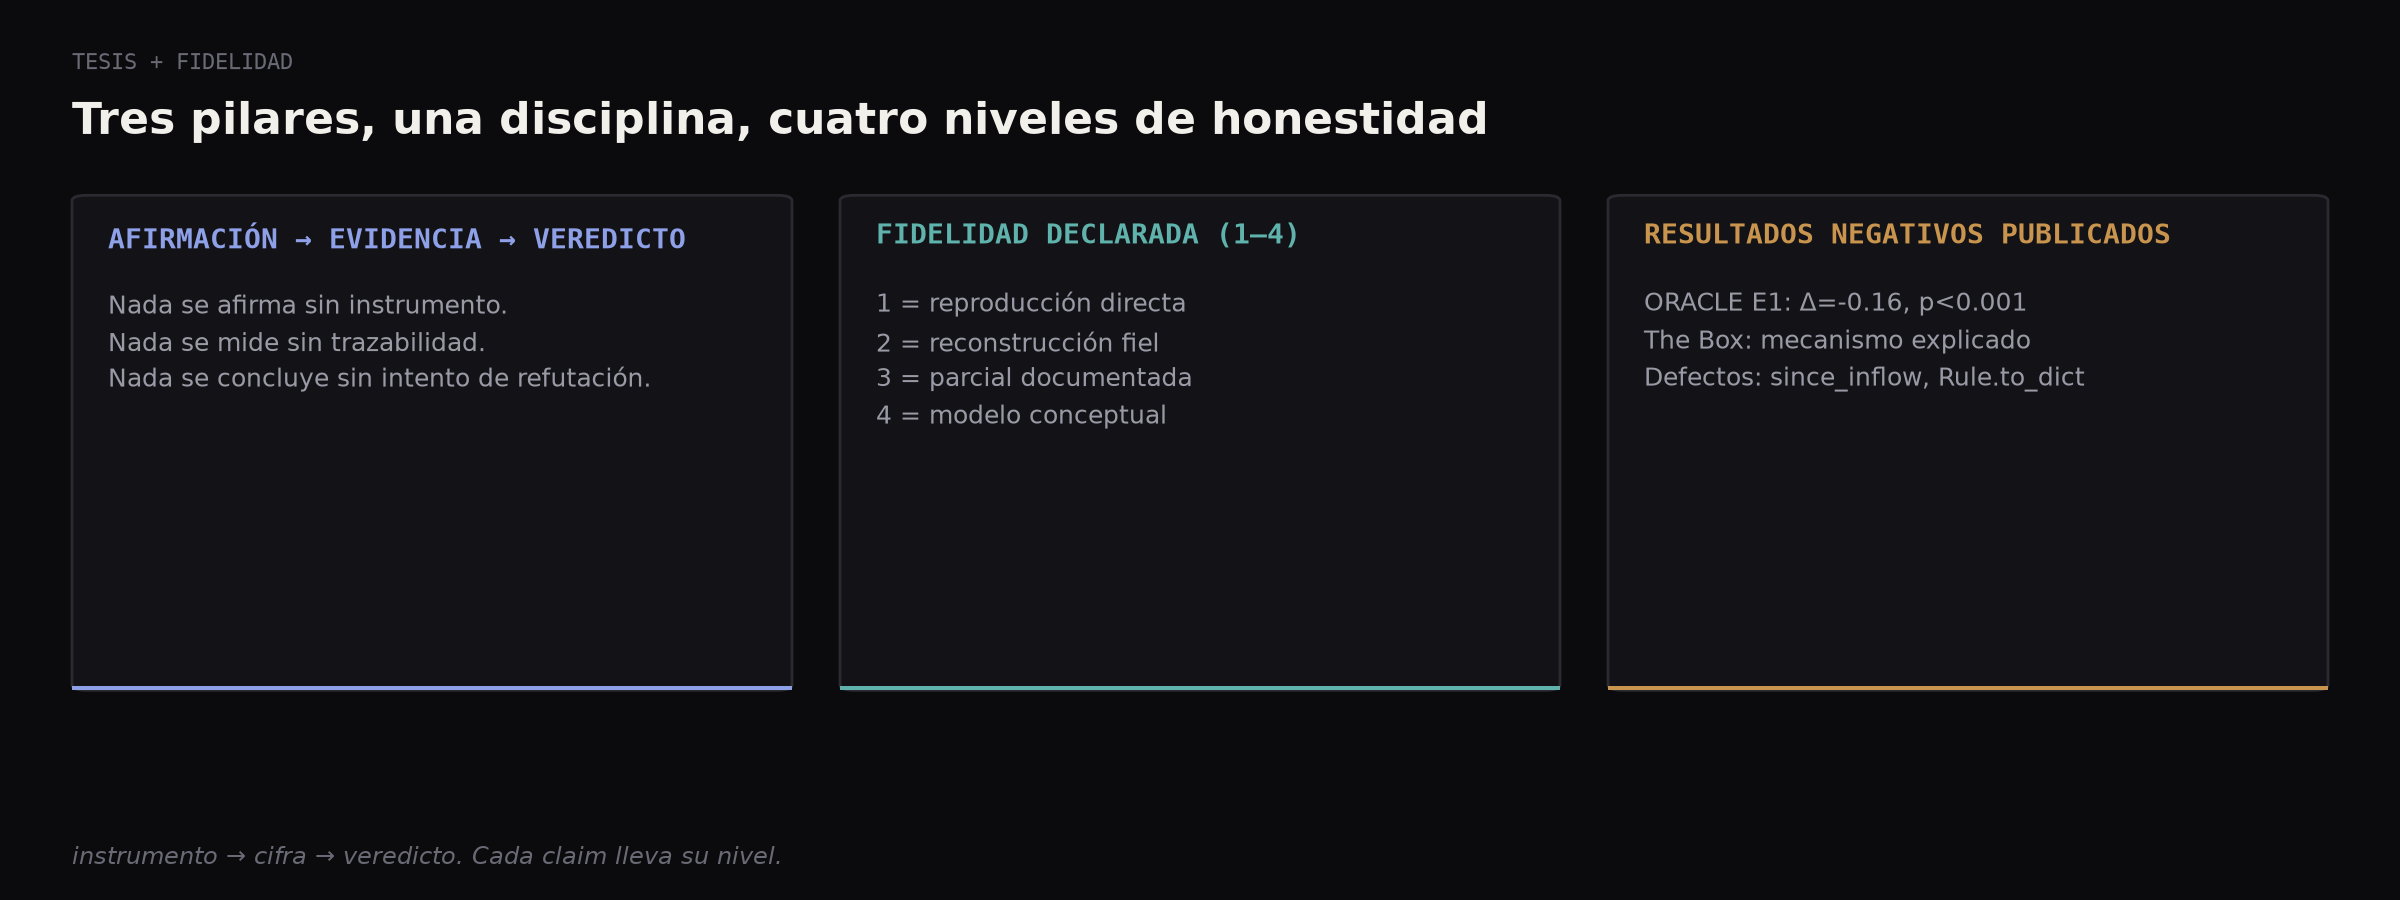 TESIS + FIDELIDAD
Tres pilares, una disciplina, cuatro niveles de honestidad
AFIRMACIÓN → EVIDENCIA → VEREDICTO
Nada se afirma sin instrumento.
Nada se mide sin trazabilidad.
Nada se concluye sin intento de refutación.
FIDELIDAD DECLARADA (1–4)
1 = reproducción directa
2 = reconstrucción fiel
3 = parcial documentada
4 = modelo conceptual
RESULTADOS NEGATIVOS PUBLICADOS
ORACLE E1: Δ=-0.16, p<0.001
The Box: mecanismo explicado
Defectos: since_inflow, Rule.to_dict
instrumento → cifra → veredicto. Cada claim lleva su nivel.